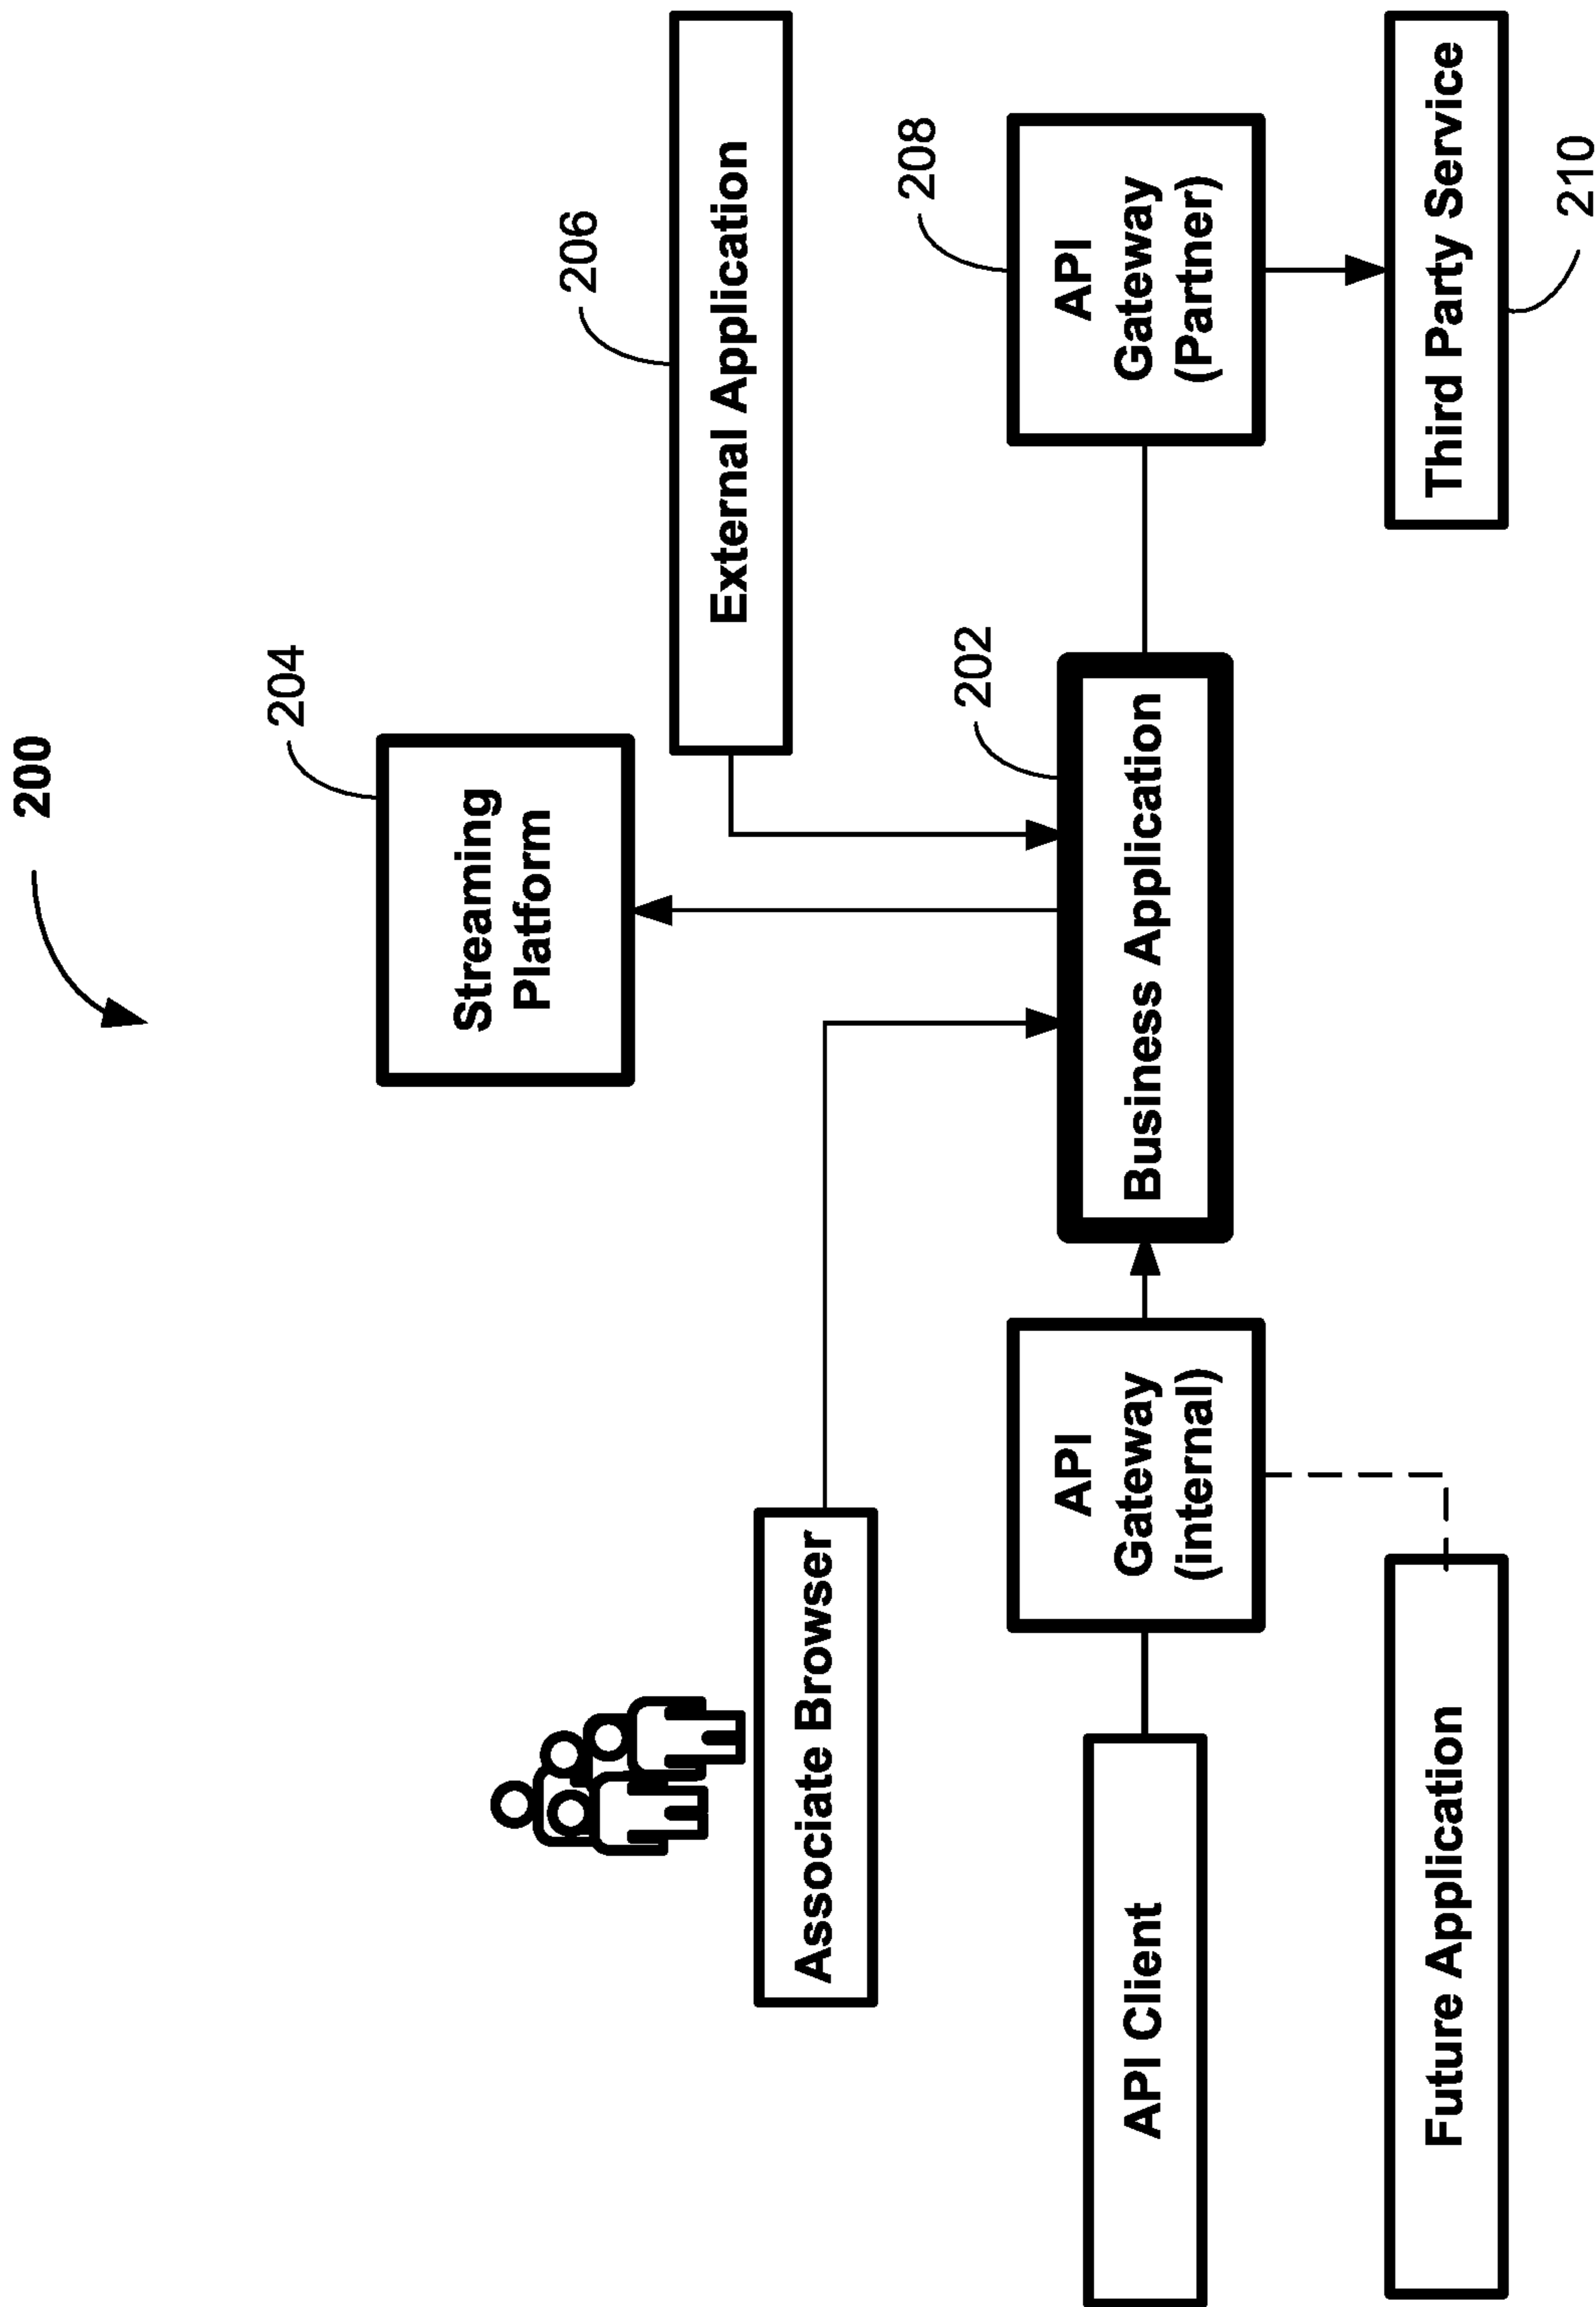 200
204
Streaming
Platform
206
External Application
Associate Browser
202
Business Application
208
API
Gateway
(Partner)
API
Gateway
(internal)
API Client
Third Party Service
210
Future Application